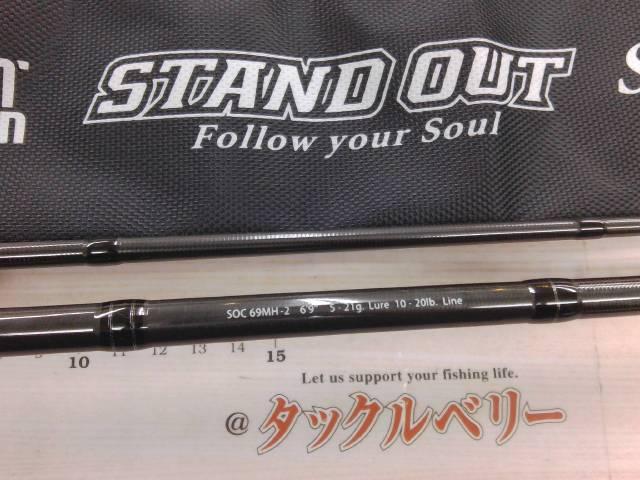 STAND OUT
Follow your Soul
SOC 69MH-2 6'9" 5-21g. Lure 10-20lb. Line
10 11 12 13 14 15
Let us support your fishing life.
@タックルベリー